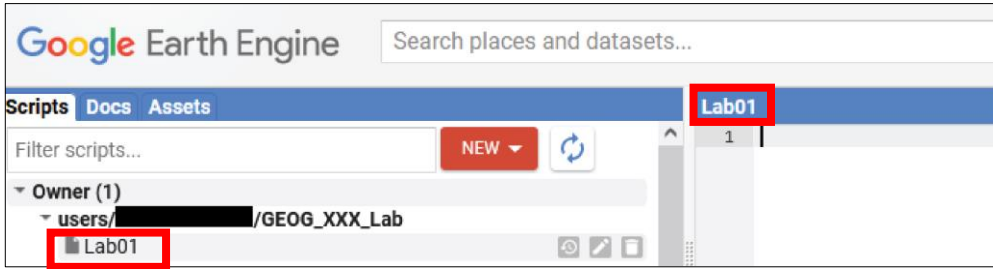 Google Earth Engine
Search places and datasets...
Scripts Docs Assets
Filter scripts...
NEW
Owner (1)
users/ /GEOG_XXX_Lab
Lab01
Lab01
1